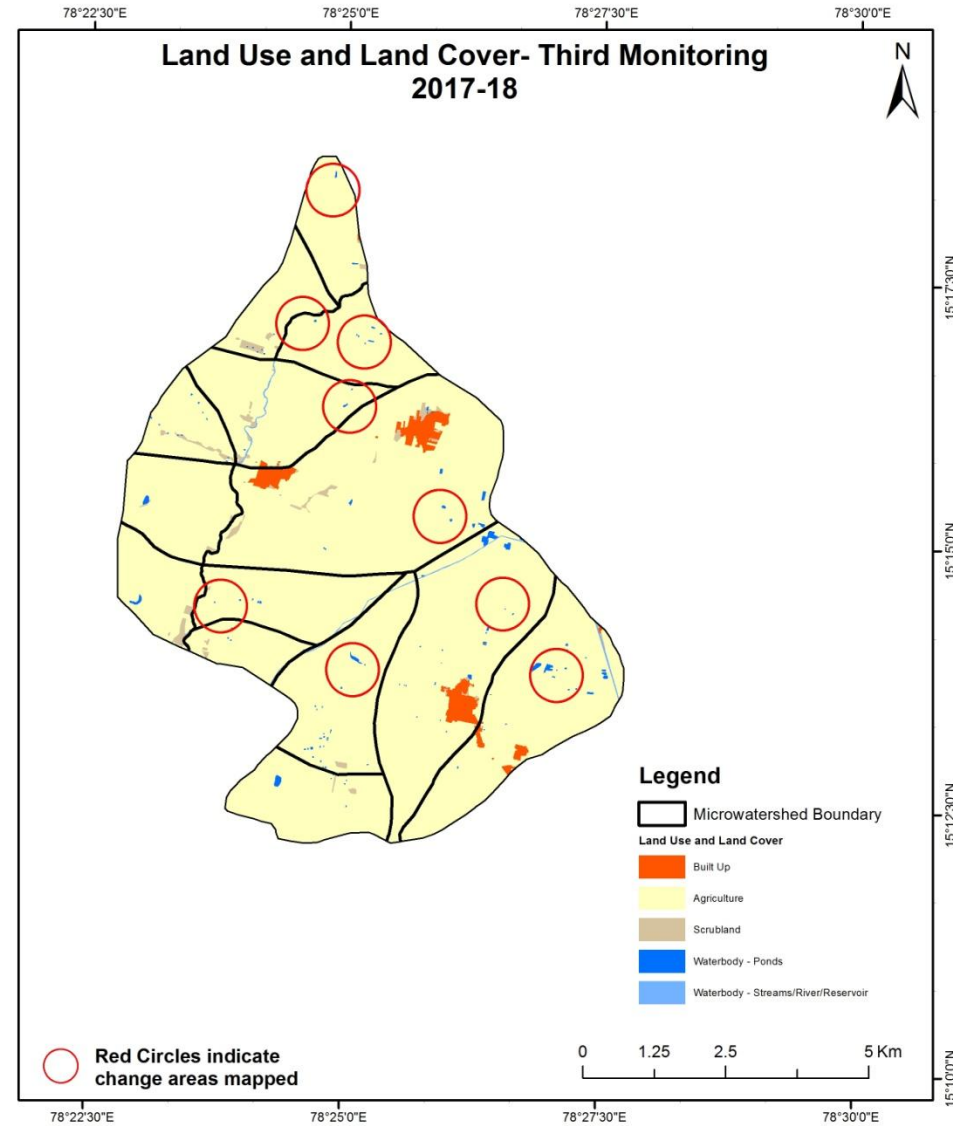 78°22'30"E 78°25'0"E 78°27'30"E 78°30'0"E
Land Use and Land Cover- Third Monitoring
2017-18
N
15°17'30"N
15°15'0"N
15°12'30"N
15°10'0"N
Legend
Microwatershed Boundary
Land Use and Land Cover
Built Up
Agriculture
Scrubland
Waterbody - Ponds
Waterbody - Streams/River/Reservoir
Red Circles indicate
change areas mapped
0 1.25 2.5 5 Km
78°22'30"E 78°25'0"E 78°27'30"E 78°30'0"E